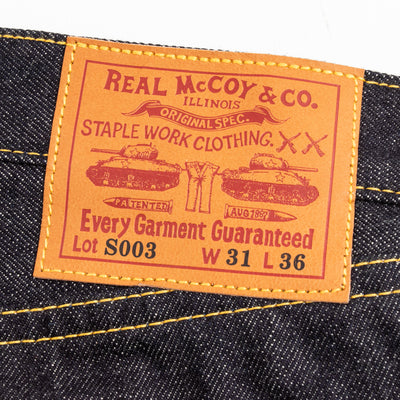 REAL McCOY & CO.
ILLINOIS
ORIGINAL SPEC.
STAPLE WORK CLOTHING. XX
PATENTED
AUG 1897
Every Garment Guaranteed
Lot S003 W 31 L 36